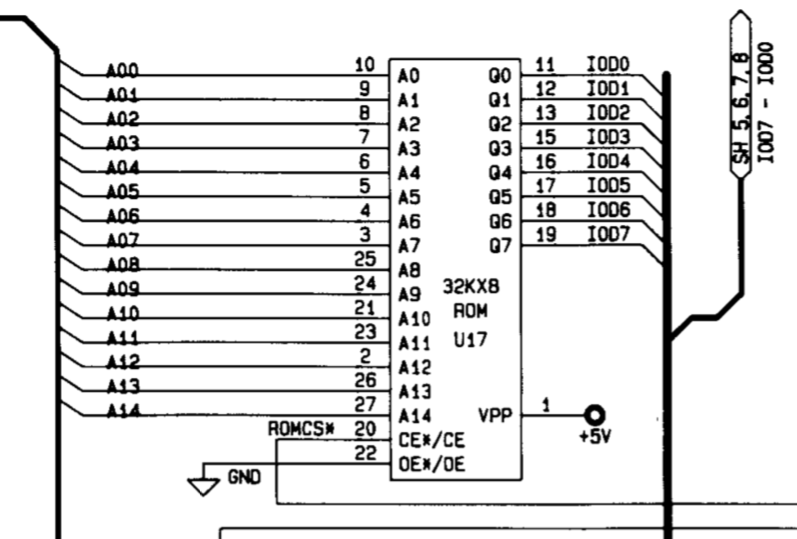 A00 10 A0 Q0 11 IOD0
A01 9 A1 Q1 12 IOD1
A02 8 A2 Q2 13 IOD2
A03 7 A3 Q3 15 IOD3
A04 6 A4 Q4 16 IOD4
A05 5 A5 Q5 17 IOD5
A06 4 A6 Q6 18 IOD6
A07 3 A7 Q7 19 IOD7
A08 25 A8
A09 24 A9 32KX8
A10 21 A10 ROM
A11 23 A11 U17
A12 2 A12
A13 26 A13
A14 27 A14 VPP 1
ROMCS* 20 CE*/CE +5V
22 OE*/OE
GND
SH 5,6,7,8
IOD7 - IOD0